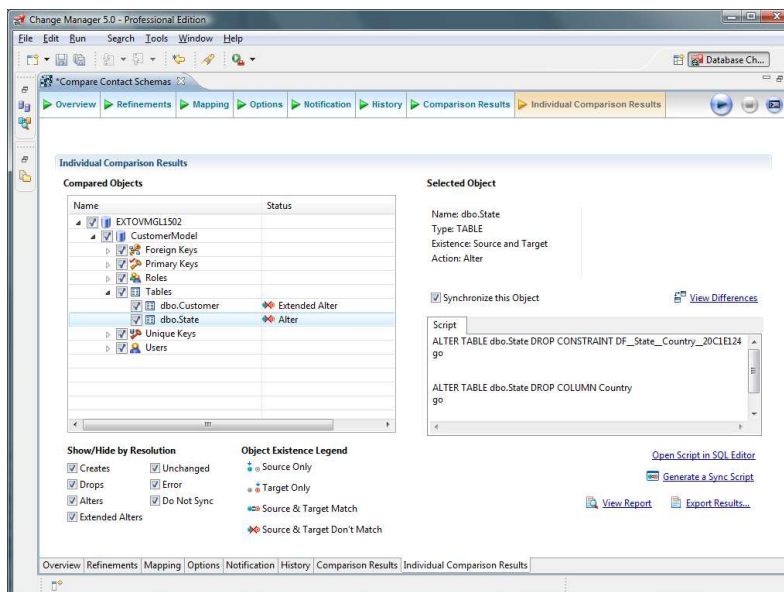 Change Manager 5.0 - Professional Edition
File Edit Run Search Tools Window Help
Database Ch...
*Compare Contact Schemas
Overview Refinements Mapping Options Notification History Comparison Results Individual Comparison Results
Individual Comparison Results
Compared Objects
Name Status
EXTOVMGL1502
CustomerModel
Foreign Keys
Primary Keys
Roles
Tables
dbo.Customer Extended Alter
dbo.State Alter
Unique Keys
Users
Show/Hide by Resolution
Creates Unchanged
Drops Error
Alters Do Not Sync
Extended Alters
Object Existence Legend
Source Only
Target Only
Source & Target Match
Source & Target Don't Match
Selected Object
Name: dbo.State
Type: TABLE
Existence: Source and Target
Action: Alter
Synchronize this Object View Differences
Script
ALTER TABLE dbo.State DROP CONSTRAINT DF__State__Country__20C1E124
go
ALTER TABLE dbo.State DROP COLUMN Country
go
Open Script in SQL Editor
Generate a Sync Script
View Report Export Results...
Overview Refinements Mapping Options Notification History Comparison Results Individual Comparison Results